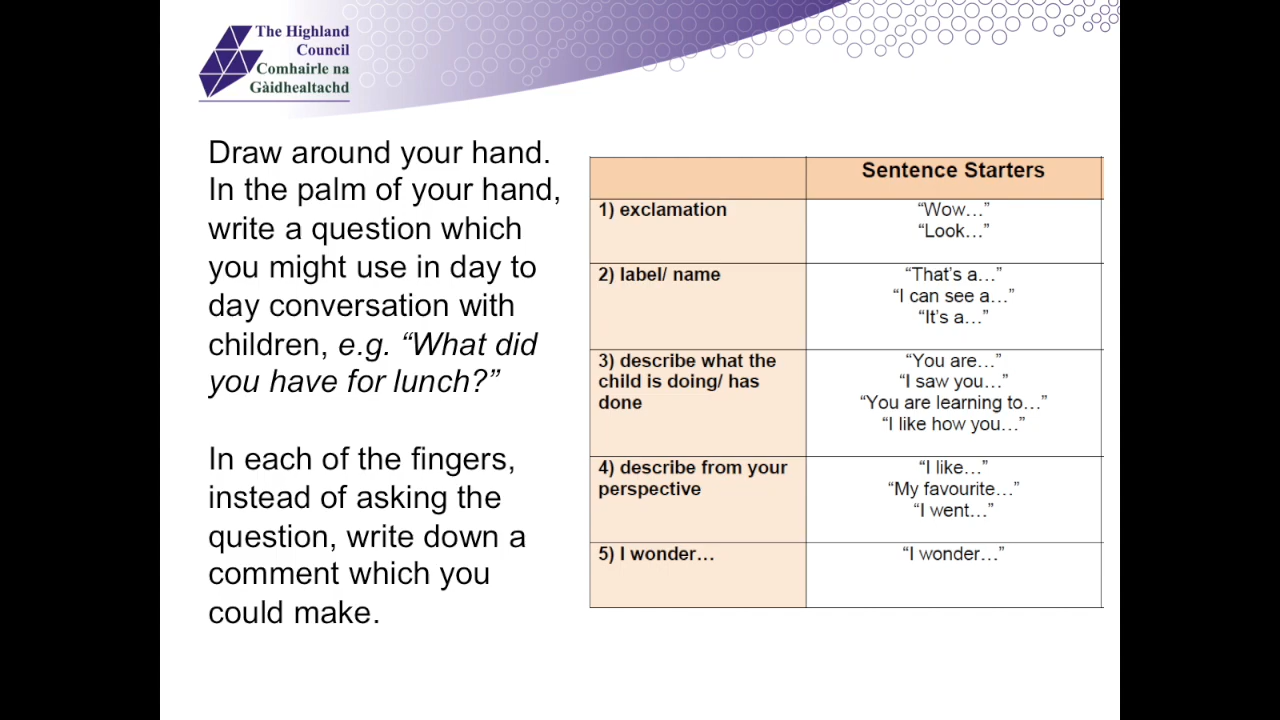 The Highland
Council
Comhairle na
Gàidhealtachd
Draw around your hand.
In the palm of your hand,
write a question which
you might use in day to
day conversation with
children, e.g. “What did
you have for lunch?”
In each of the fingers,
instead of asking the
question, write down a
comment which you
could make.
Sentence Starters
1) exclamation
“Wow…”
“Look…”
2) label/ name
“That’s a…”
“I can see a…”
“It’s a…”
3) describe what the
child is doing/ has
done
“You are…”
“I saw you…”
“You are learning to…”
“I like how you…”
4) describe from your
perspective
“I like…”
“My favourite…”
“I went…”
5) I wonder…
“I wonder…”